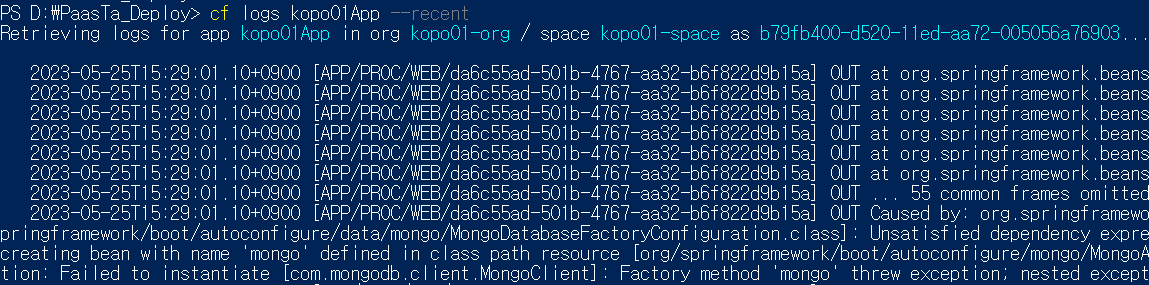 PS D:₩PaasTa_Deploy> cf logs kopo01App --recent
Retrieving logs for app kopo01App in org kopo01-org / space kopo01-space as b79fb400-d520-11ed-aa72-005056a76903...
2023-05-25T15:29:01.10+0900 [APP/PROC/WEB/da6c55ad-501b-4767-aa32-b6f822d9b15a] OUT at org.springframework.beans
2023-05-25T15:29:01.10+0900 [APP/PROC/WEB/da6c55ad-501b-4767-aa32-b6f822d9b15a] OUT at org.springframework.beans
2023-05-25T15:29:01.10+0900 [APP/PROC/WEB/da6c55ad-501b-4767-aa32-b6f822d9b15a] OUT at org.springframework.beans
2023-05-25T15:29:01.10+0900 [APP/PROC/WEB/da6c55ad-501b-4767-aa32-b6f822d9b15a] OUT at org.springframework.beans
2023-05-25T15:29:01.10+0900 [APP/PROC/WEB/da6c55ad-501b-4767-aa32-b6f822d9b15a] OUT at org.springframework.beans
2023-05-25T15:29:01.10+0900 [APP/PROC/WEB/da6c55ad-501b-4767-aa32-b6f822d9b15a] OUT at org.springframework.beans
2023-05-25T15:29:01.10+0900 [APP/PROC/WEB/da6c55ad-501b-4767-aa32-b6f822d9b15a] OUT ... 55 common frames omitted
2023-05-25T15:29:01.10+0900 [APP/PROC/WEB/da6c55ad-501b-4767-aa32-b6f822d9b15a] OUT Caused by: org.springframewo
pringframework/boot/autoconfigure/data/mongo/MongoDatabaseFactoryConfiguration.class]: Unsatisfied dependency expre
creating bean with name 'mongo' defined in class path resource [org/springframework/boot/autoconfigure/mongo/MongoA
tion: Failed to instantiate [com.mongodb.client.MongoClient]: Factory method 'mongo' threw exception; nested except